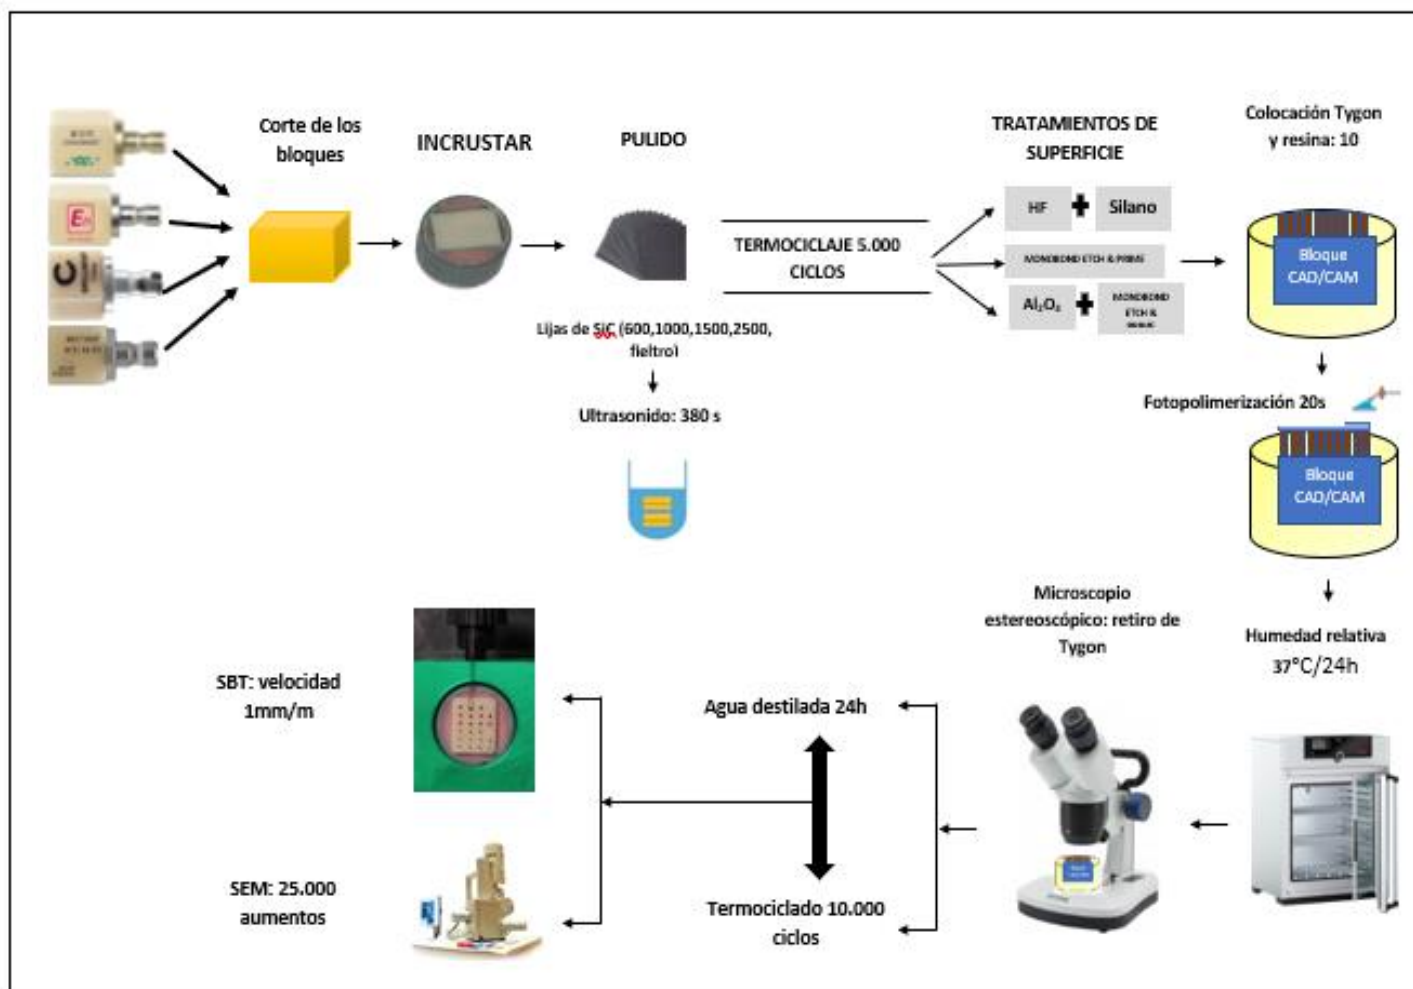 Corte de los
bloques
INCRUSTAR
PULIDO
Lijas de SiC (600,1000,1500,2500,
fieltro)
Ultrasonido: 380 s
TERMOCICLAJE 5.000
CICLOS
TRATAMIENTOS DE
SUPERFICIE
HF + Silano
MONOBOND ETCH & PRIME
Al₂O₃ + MONOBOND
ETCH &
Colocación Tygon
y resina: 10
Bloque
CAD/CAM
Fotopolimerización 20s
Bloque
CAD/CAM
Humedad relativa
37°C/24h
Microscopio
estereoscópico: retiro de
Tygon
Agua destilada 24h
Termociclado 10.000
ciclos
SBT: velocidad
1mm/m
SEM: 25.000
aumentos
C